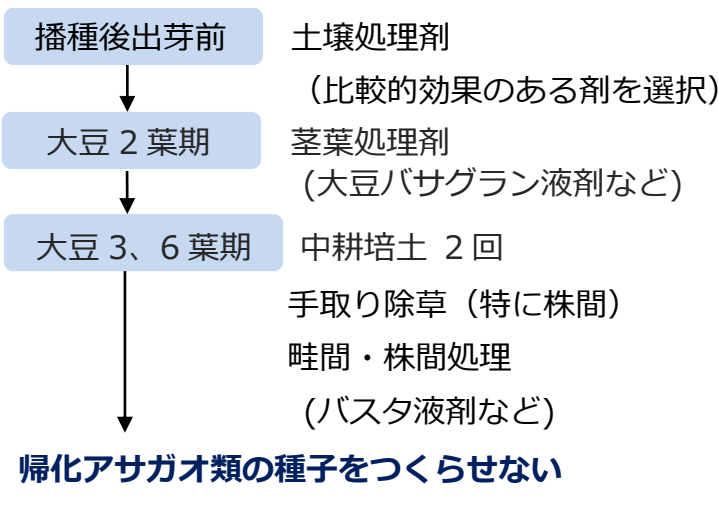 播種後出芽前 土壌処理剤
（比較的効果のある剤を選択）
大豆２葉期 茎葉処理剤
(大豆バサグラン液剤など)
大豆３、６葉期 中耕培土 ２回
手取り除草（特に株間）
畦間・株間処理
(バスタ液剤など)
帰化アサガオ類の種子をつくらせない